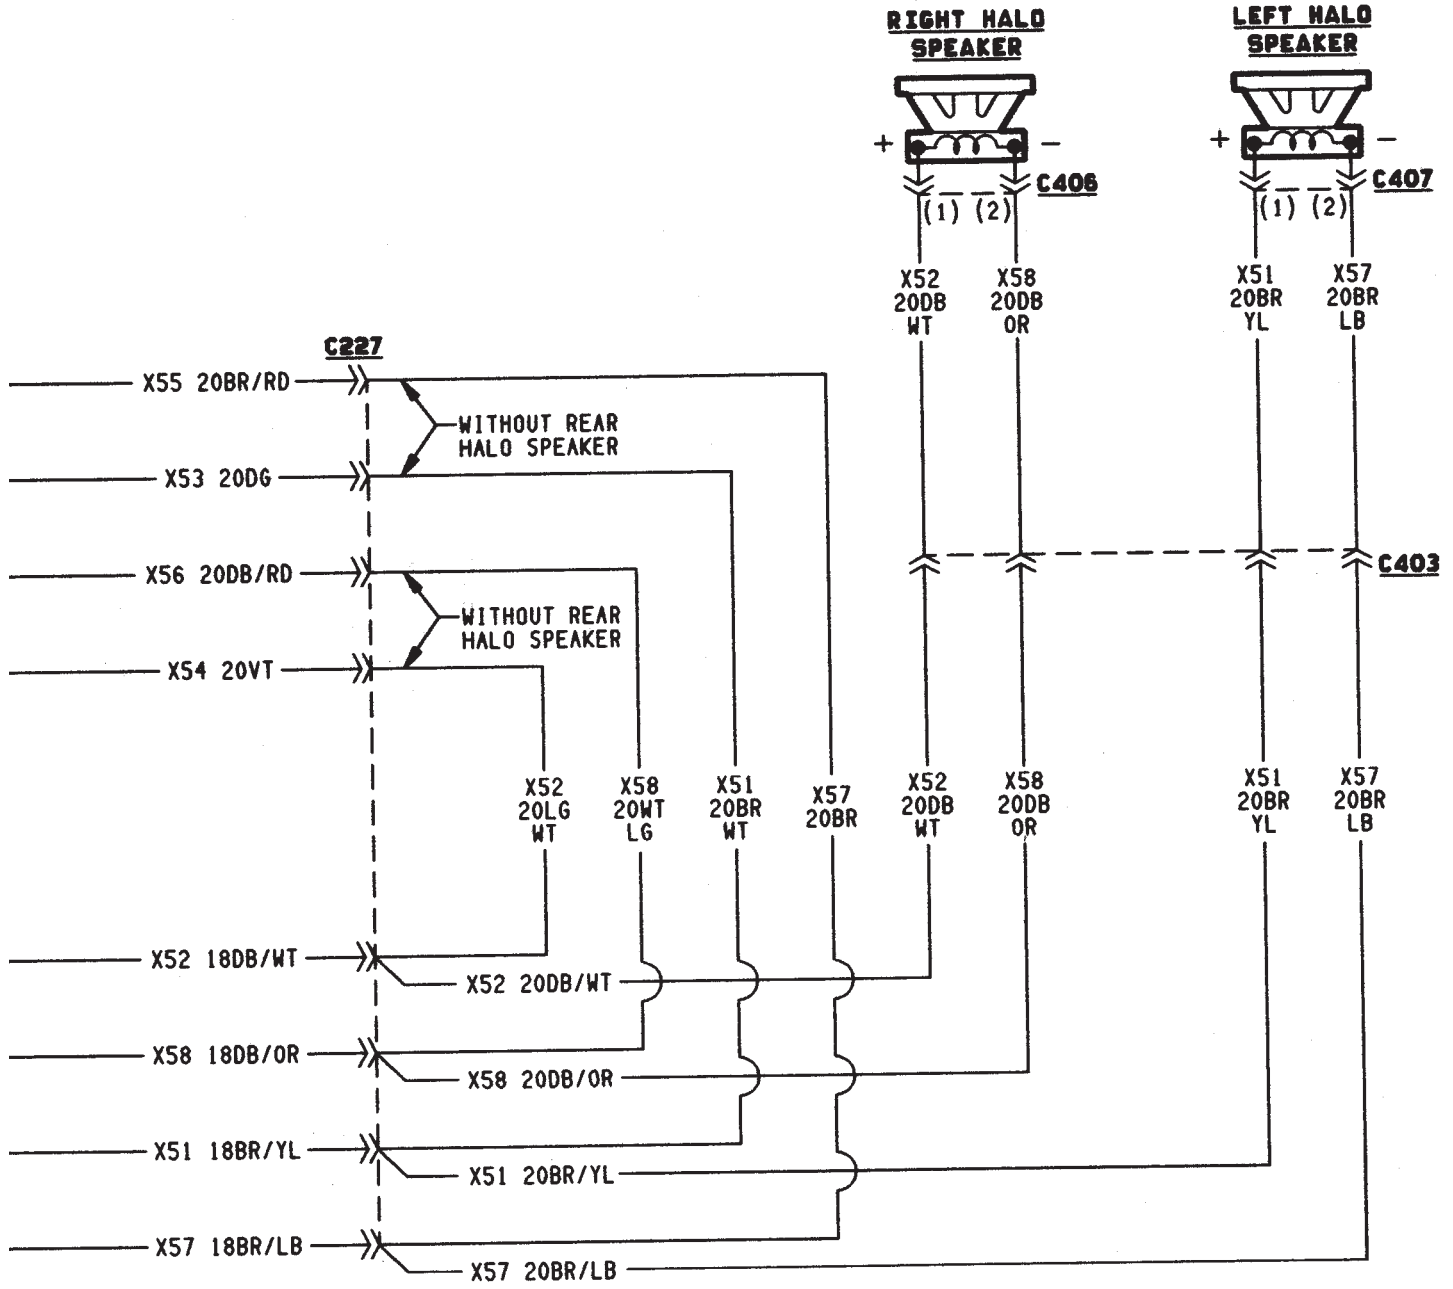 RIGHT HALO
SPEAKER
LEFT HALO
SPEAKER
+
-
C406
+
-
C407
(1) (2)
(1) (2)
X52
20DB
WT
X58
20DB
OR
X51
20BR
YL
X57
20BR
LB
C227
X55 20BR/RD
WITHOUT REAR
HALO SPEAKER
X53 20DG
X56 20DB/RD
C403
WITHOUT REAR
HALO SPEAKER
X54 20VT
X52
20LG
WT
X58
20WT
LG
X51
20BR
WT
X57
20BR
X52
20DB
WT
X58
20DB
OR
X51
20BR
YL
X57
20BR
LB
X52 18DB/WT
X52 20DB/WT
X58 18DB/OR
X58 20DB/OR
X51 18BR/YL
X51 20BR/YL
X57 18BR/LB
X57 20BR/LB